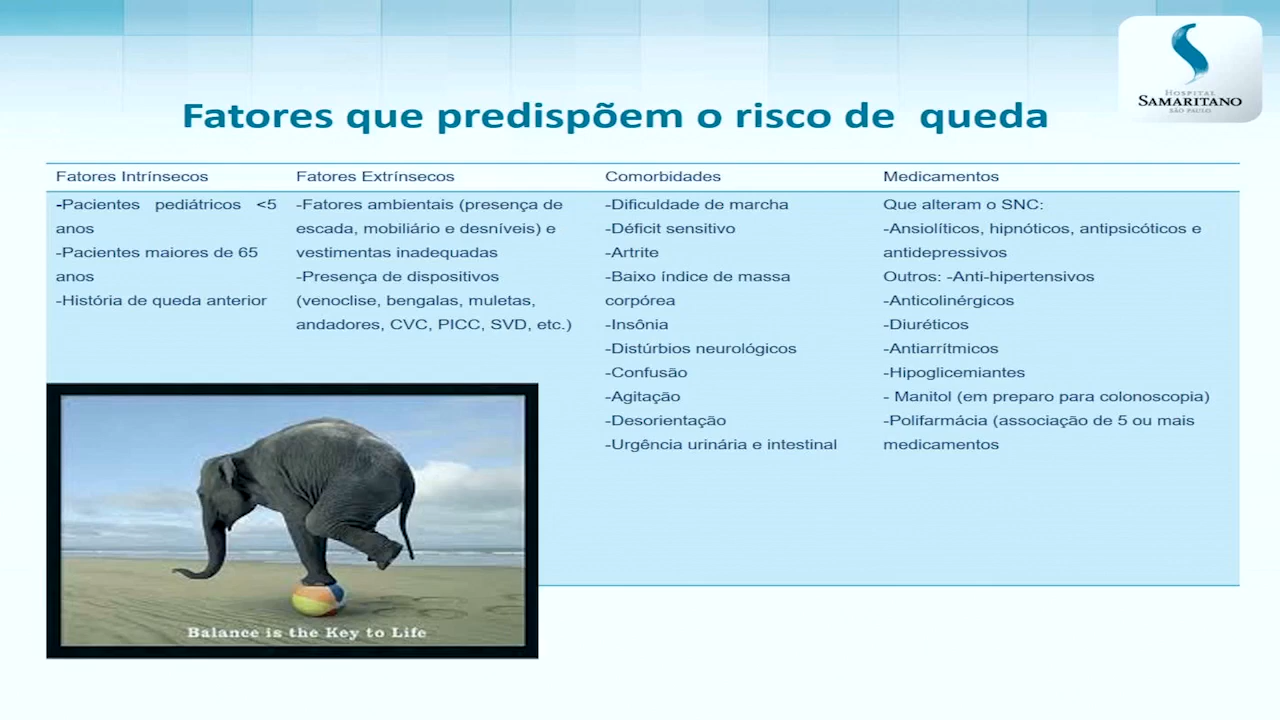 HOSPITAL
SAMARITANO
SÃO PAULO
Fatores que predispõem o risco de queda
Fatores Intrínsecos
-Pacientes pediátricos <5
anos
-Pacientes maiores de 65
anos
-História de queda anterior
Fatores Extrínsecos
-Fatores ambientais (presença de
escada, mobiliário e desníveis) e
vestimentas inadequadas
-Presença de dispositivos
(venoclise, bengalas, muletas,
andadores, CVC, PICC, SVD, etc.)
Comorbidades
-Dificuldade de marcha
-Déficit sensitivo
-Artrite
-Baixo índice de massa
corpórea
-Insônia
-Distúrbios neurológicos
-Confusão
-Agitação
-Desorientação
-Urgência urinária e intestinal
Medicamentos
Que alteram o SNC:
-Ansiolíticos, hipnóticos, antipsicóticos e
antidepressivos
Outros: -Anti-hipertensivos
-Anticolinérgicos
-Diuréticos
-Antiarrítmicos
-Hipoglicemiantes
- Manitol (em preparo para colonoscopia)
-Polifarmácia (associação de 5 ou mais
medicamentos
Balance is the Key to Life